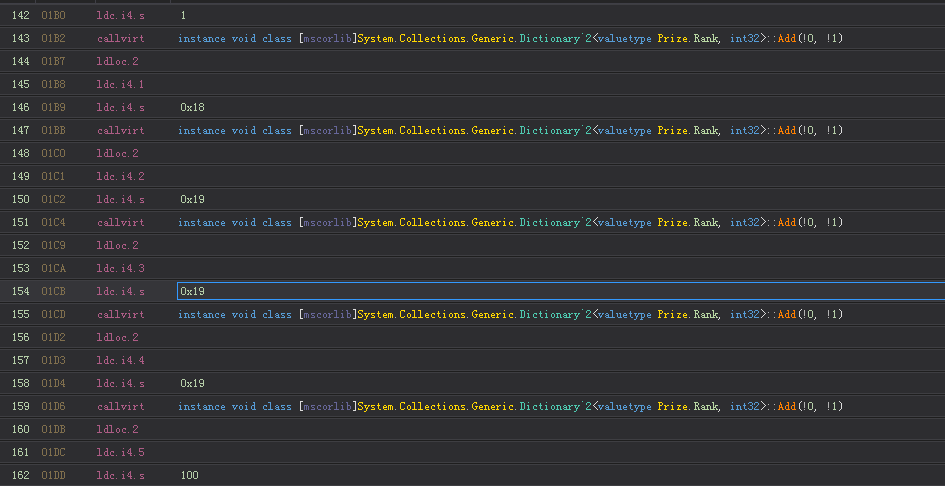 142 01B0 ldc.i4.s 1
143 01B2 callvirt instance void class [mscorlib]System.Collections.Generic.Dictionary`2<valuetype Prize.Rank, int32>::Add(!0, !1)
144 01B7 ldloc.2
145 01B8 ldc.i4.1
146 01B9 ldc.i4.s 0x18
147 01BB callvirt instance void class [mscorlib]System.Collections.Generic.Dictionary`2<valuetype Prize.Rank, int32>::Add(!0, !1)
148 01C0 ldloc.2
149 01C1 ldc.i4.2
150 01C2 ldc.i4.s 0x19
151 01C4 callvirt instance void class [mscorlib]System.Collections.Generic.Dictionary`2<valuetype Prize.Rank, int32>::Add(!0, !1)
152 01C9 ldloc.2
153 01CA ldc.i4.3
154 01CB ldc.i4.s 0x19
155 01CD callvirt instance void class [mscorlib]System.Collections.Generic.Dictionary`2<valuetype Prize.Rank, int32>::Add(!0, !1)
156 01D2 ldloc.2
157 01D3 ldc.i4.4
158 01D4 ldc.i4.s 0x19
159 01D6 callvirt instance void class [mscorlib]System.Collections.Generic.Dictionary`2<valuetype Prize.Rank, int32>::Add(!0, !1)
160 01DB ldloc.2
161 01DC ldc.i4.5
162 01DD ldc.i4.s 100